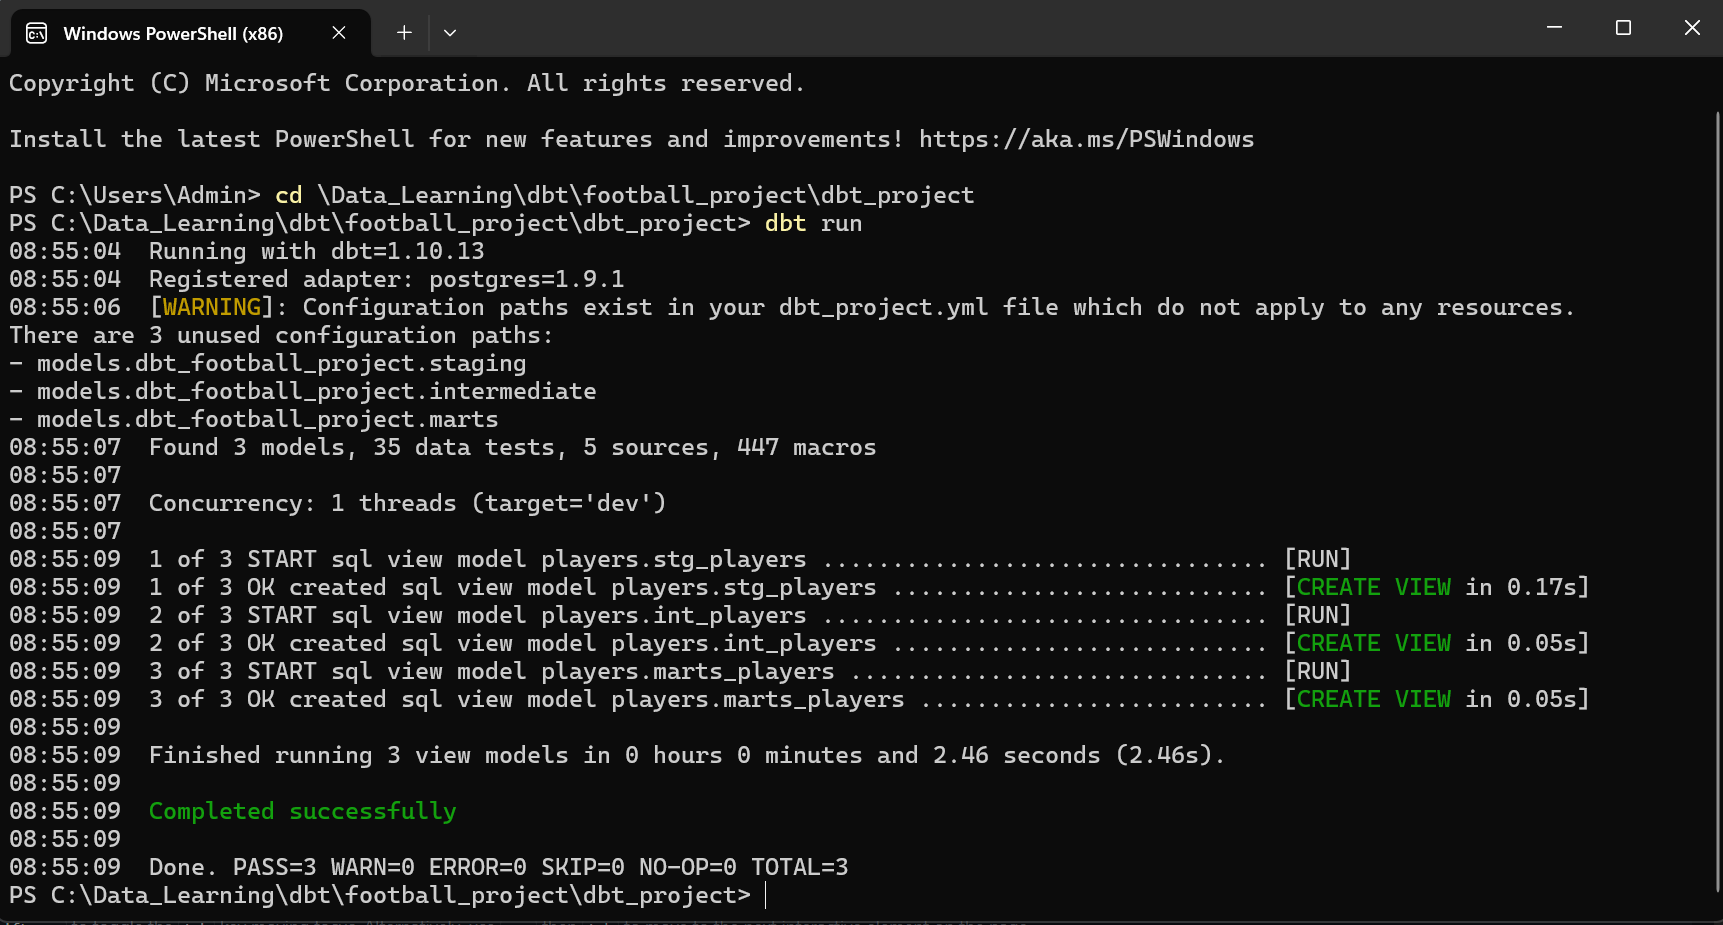 Windows PowerShell (x86)
Copyright (C) Microsoft Corporation. All rights reserved.
Install the latest PowerShell for new features and improvements! https://aka.ms/PSWindows
PS C:\Users\Admin> cd \Data_Learning\dbt\football_project\dbt_project
PS C:\Data_Learning\dbt\football_project\dbt_project> dbt run
08:55:04  Running with dbt=1.10.13
08:55:04  Registered adapter: postgres=1.9.1
08:55:06  [WARNING]: Configuration paths exist in your dbt_project.yml file which do not apply to any resources.
There are 3 unused configuration paths:
- models.dbt_football_project.staging
- models.dbt_football_project.intermediate
- models.dbt_football_project.marts
08:55:07  Found 3 models, 35 data tests, 5 sources, 447 macros
08:55:07
08:55:07  Concurrency: 1 threads (target='dev')
08:55:07
08:55:09  1 of 3 START sql view model players.stg_players ................................ [RUN]
08:55:09  1 of 3 OK created sql view model players.stg_players ........................... [CREATE VIEW in 0.17s]
08:55:09  2 of 3 START sql view model players.int_players ................................ [RUN]
08:55:09  2 of 3 OK created sql view model players.int_players ........................... [CREATE VIEW in 0.05s]
08:55:09  3 of 3 START sql view model players.marts_players .............................. [RUN]
08:55:09  3 of 3 OK created sql view model players.marts_players ......................... [CREATE VIEW in 0.05s]
08:55:09
08:55:09  Finished running 3 view models in 0 hours 0 minutes and 2.46 seconds (2.46s).
08:55:09
08:55:09  Completed successfully
08:55:09
08:55:09  Done. PASS=3 WARN=0 ERROR=0 SKIP=0 NO-OP=0 TOTAL=3
PS C:\Data_Learning\dbt\football_project\dbt_project>